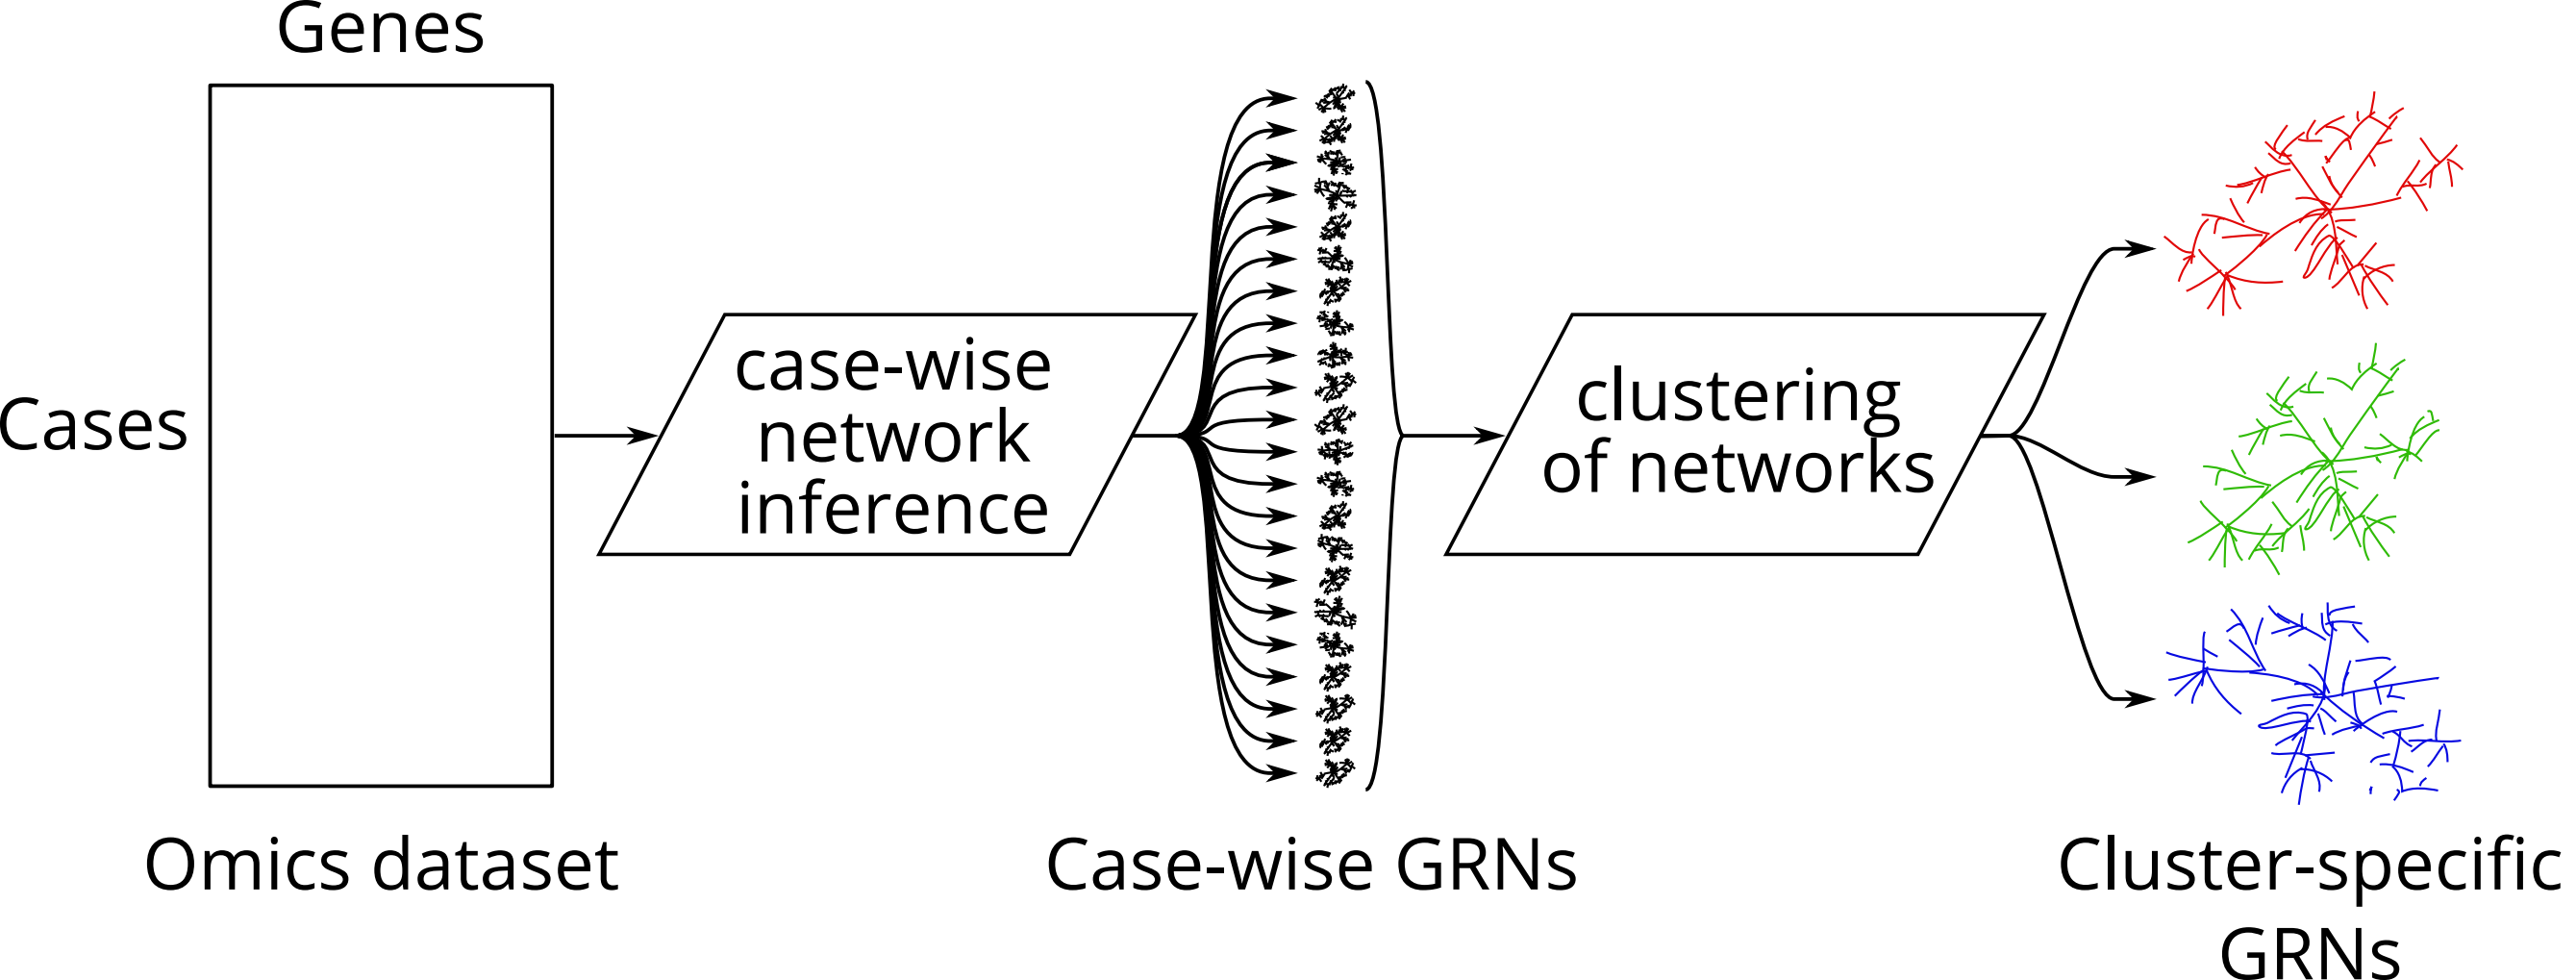 Genes
Cases
case-wise
network
inference
clustering
of networks
Omics dataset
Case-wise GRNs
Cluster-specific
GRNs